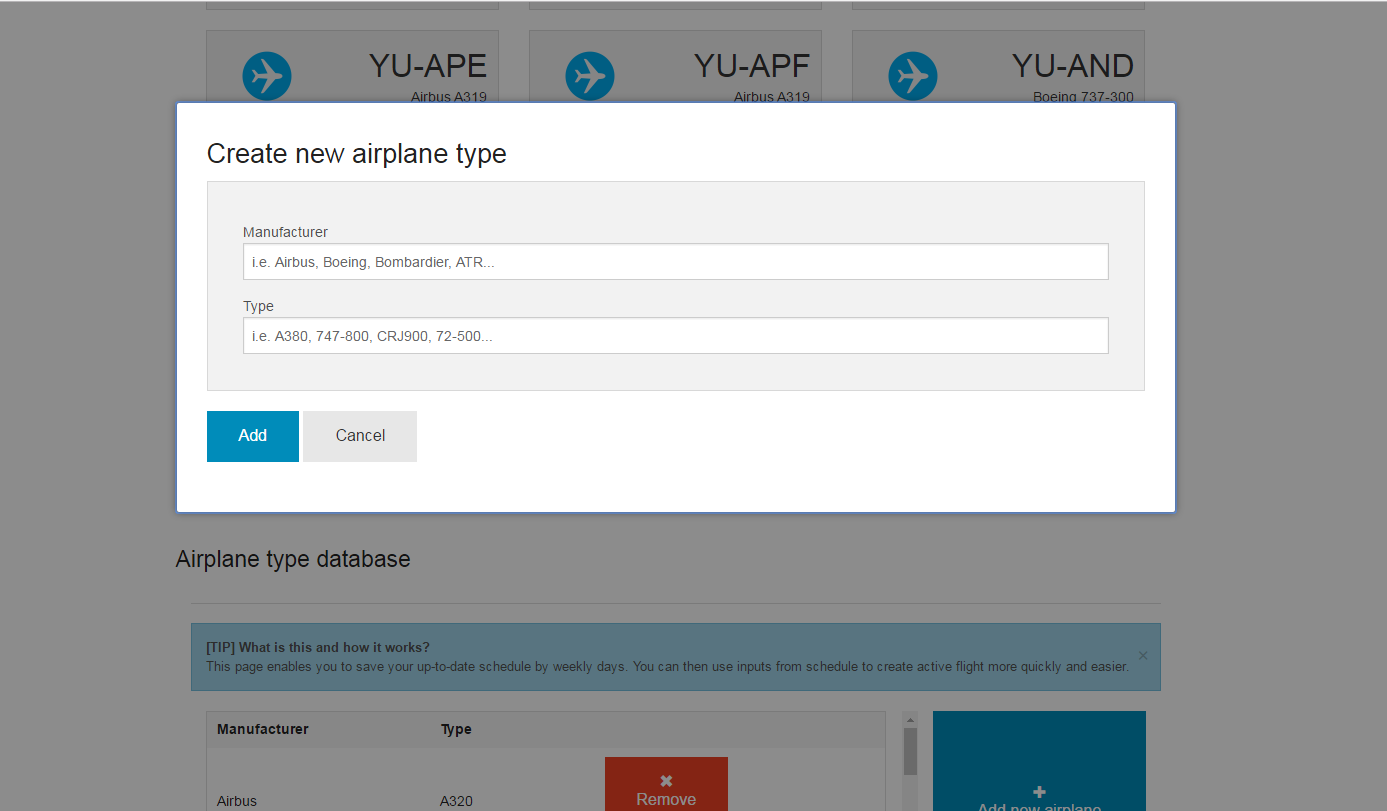 YU-APE
Airbus A319
YU-APF
Airbus A319
YU-AND
Boeing 737-300
Create new airplane type
Manufacturer
i.e. Airbus, Boeing, Bombardier, ATR...
Type
i.e. A380, 747-800, CRJ900, 72-500...
Add
Cancel
Airplane type database
[TIP] What is this and how it works?
This page enables you to save your up-to-date schedule by weekly days. You can then use inputs from schedule to create active flight more quickly and easier.
×
Manufacturer
Type
Airbus
A320
Remove
Add new airplane